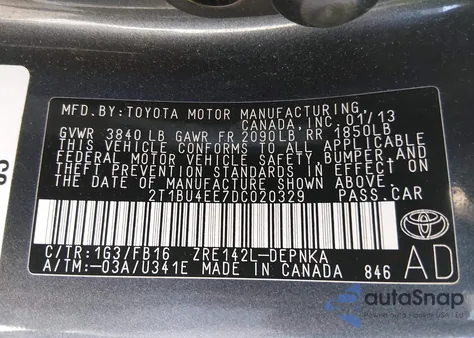 MFD. BY: TOYOTA MOTOR MANUFACTURING,
CANADA, INC. 01/13
GVWR 3840LB GAWR FR 2090LB RR 1850LB
THIS VEHICLE CONFORMS TO ALL APPLICABLE
FEDERAL MOTOR VEHICLE SAFETY, BUMPER, AND
THEFT PREVENTION STANDARDS IN EFFECT ON
THE DATE OF MANUFACTURE SHOWN ABOVE.
2T1BU4EE7DC020329 PASS. CAR
C/TR:1G3/FB16 ZRE142L-DEPNKA
A/TM:-03A/U341E MADE IN CANADA 846
AD
autoSnap